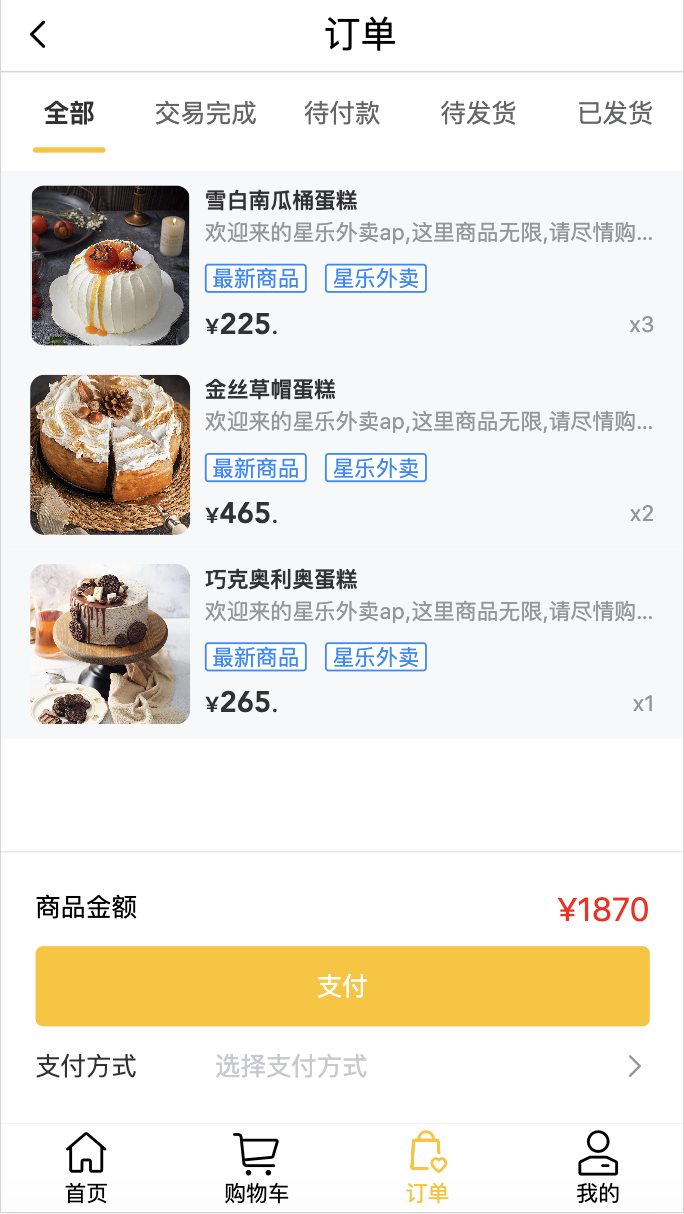 订单
全部 交易完成 待付款 待发货 已发货
雪白南瓜桶蛋糕
欢迎来的星乐外卖ap,这里商品无限,请尽情购...
最新商品 星乐外卖
¥225. x3
金丝草帽蛋糕
欢迎来的星乐外卖ap,这里商品无限,请尽情购...
最新商品 星乐外卖
¥465. x2
巧克奥利奥蛋糕
欢迎来的星乐外卖ap,这里商品无限,请尽情购...
最新商品 星乐外卖
¥265. x1
商品金额 ¥1870
支付
支付方式 选择支付方式
首页 购物车 订单 我的